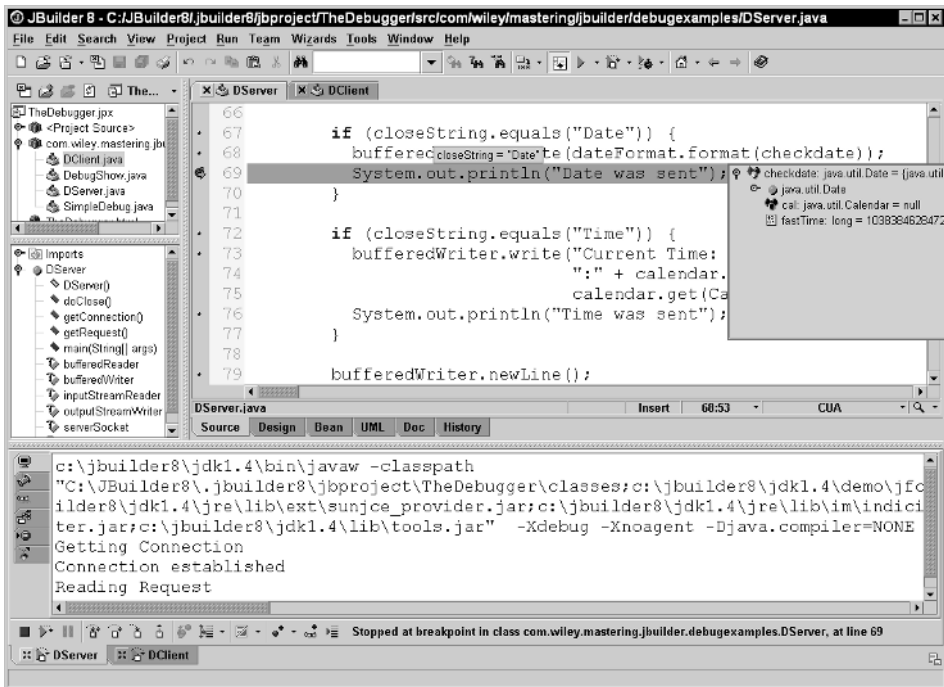 JBuilder 8 - C:/JBuilder8/.jbuilder8/jbproject/TheDebugger/src/com/wiley/mastering/jbuilder/debugexamples/DServer.java
File Edit Search View Project Run Team Wizards Tools Window Help
The...
DServer
DClient
TheDebugger.jpx
<Project Source>
com.wiley.mastering.jbu
DClient.java
DebugShow.java
DServer.java
SimpleDebug.java
Imports
DServer
DServer()
doClose()
getConnection()
getRequest()
main(String[] args)
bufferedReader
bufferedWriter
inputStreamReader
outputStreamWriter
serverSocket
66
67 if (closeString.equals("Date")) {
68 buffered closeString = "Date" te(dateFormat.format(checkdate));
69 System.out.println("Date was sent");
70 }
71
72 if (closeString.equals("Time")) {
73 bufferedWriter.write("Current Time:
74 ":" + calendar.
75 calendar.get(Ca
76 System.out.println("Time was sent");
77 }
78
79 bufferedWriter.newLine();
checkdate: java.util.Date = {java.util
java.util.Date
cal: java.util.Calendar = null
fastTime: long = 1038384628472
DServer.java Insert 68:53 CUA
Source Design Bean UML Doc History
c:\jbuilder8\jdk1.4\bin\javaw -classpath
"C:\JBuilder8\.jbuilder8\jbproject\TheDebugger\classes;c:\jbuilder8\jdk1.4\demo\jfc
ilder8\jdk1.4\jre\lib\ext\sunjce_provider.jar;c:\jbuilder8\jdk1.4\jre\lib\im\indici
ter.jar;c:\jbuilder8\jdk1.4\lib\tools.jar" -Xdebug -Xnoagent -Djava.compiler=NONE
Getting Connection
Connection established
Reading Request
Stopped at breakpoint in class com.wiley.mastering.jbuilder.debugexamples.DServer, at line 69
DServer DClient